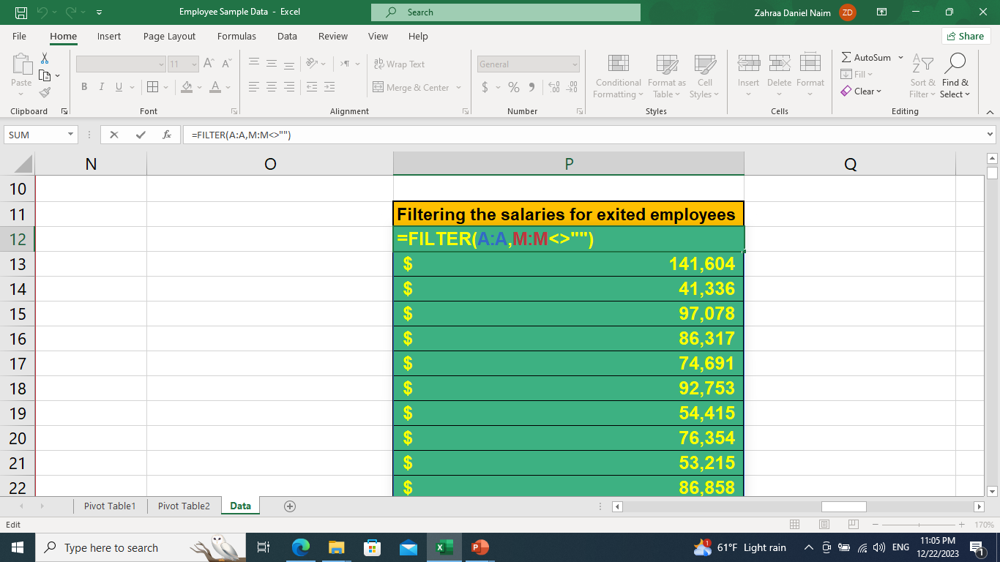 Employee Sample Data - Excel
Search
Zahraa Daniel Naim ZD
File Home Insert Page Layout Formulas Data Review View Help Share
Paste
Clipboard
11 A A
B I U A
Font
ab Wrap Text
Merge & Center
Alignment
General
$ % 9
Number
Conditional Formatting
Format as Table
Cell Styles
Styles
Insert Delete Format
Cells
AutoSum
Fill
Clear
Sort & Filter
Find & Select
Editing
SUM fx =FILTER(A:A,M:M<>"")
N O P Q
10
11 Filtering the salaries for exited employees
12 =FILTER(A:A,M:M<>"")
13 $ 141,604
14 $ 41,336
15 $ 97,078
16 $ 86,317
17 $ 74,691
18 $ 92,753
19 $ 54,415
20 $ 76,354
21 $ 53,215
22 $ 86,858
Pivot Table1 Pivot Table2 Data
Edit 170%
Type here to search
61°F Light rain
ENG
11:05 PM
12/22/2023
1